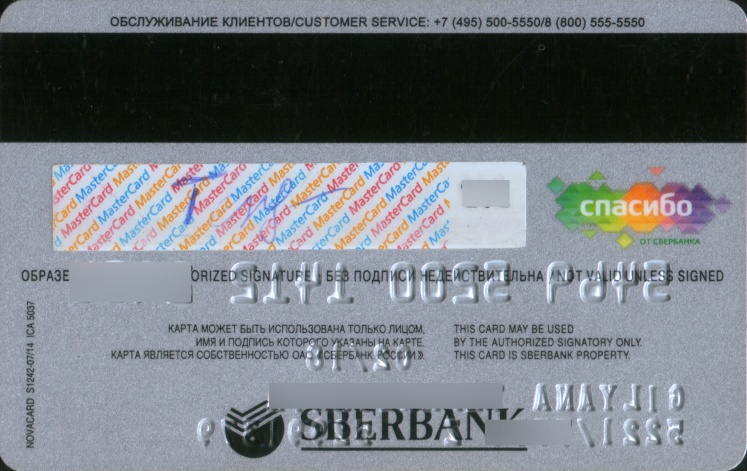 ОБСЛУЖИВАНИЕ КЛИЕНТОВ/CUSTOMER SERVICE: +7 (495) 500-5550/8 (800) 555-5550
MasterCard MasterCard MasterCard
спасибо
ОТ СБЕРБАНКА
БЕЗ ПОДПИСИ НЕДЕЙСТВИТЕЛЬНА / NOT VALID UNLESS SIGNED
КАРТА МОЖЕТ БЫТЬ ИСПОЛЬЗОВАНА ТОЛЬКО ЛИЦОМ,
ИМЯ И ПОДПИСЬ КОТОРОГО УКАЗАНЫ НА КАРТЕ.
КАРТА ЯВЛЯЕТСЯ СОБСТВЕННОСТЬЮ ОАО «СБЕРБАНК РОССИИ».
THIS CARD MAY BE USED
BY THE AUTHORIZED SIGNATORY ONLY.
THIS CARD IS SBERBANK PROPERTY.
NOVACARD S1242-07/14 ICA 5037
SBERBANK